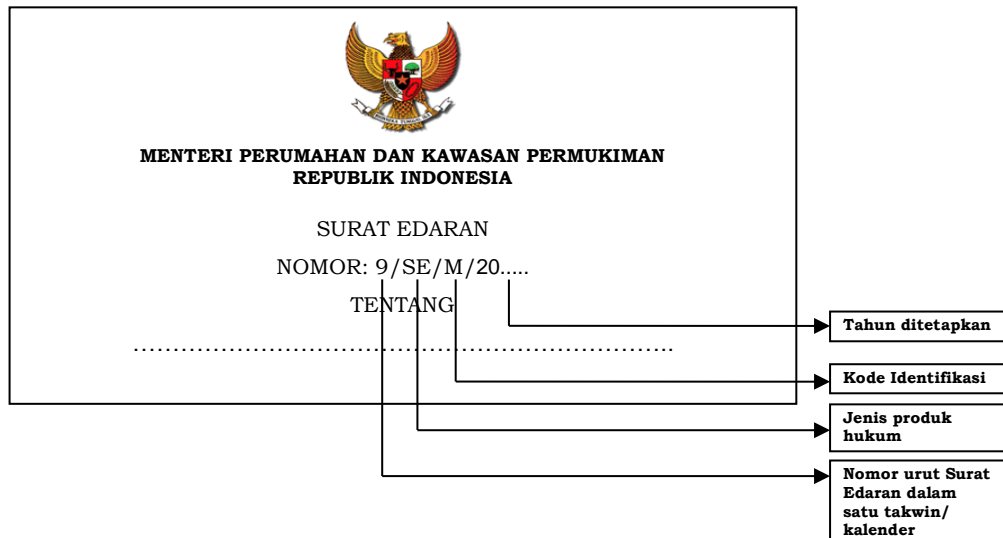 MENTERI PERUMAHAN DAN KAWASAN PERMUKIMAN
REPUBLIK INDONESIA
SURAT EDARAN
NOMOR: 9/SE/M/20.....
TENTANG
....................................................................
Tahun ditetapkan
Kode Identifikasi
Jenis produk
hukum
Nomor urut Surat
Edaran dalam
satu takwin/
kalender